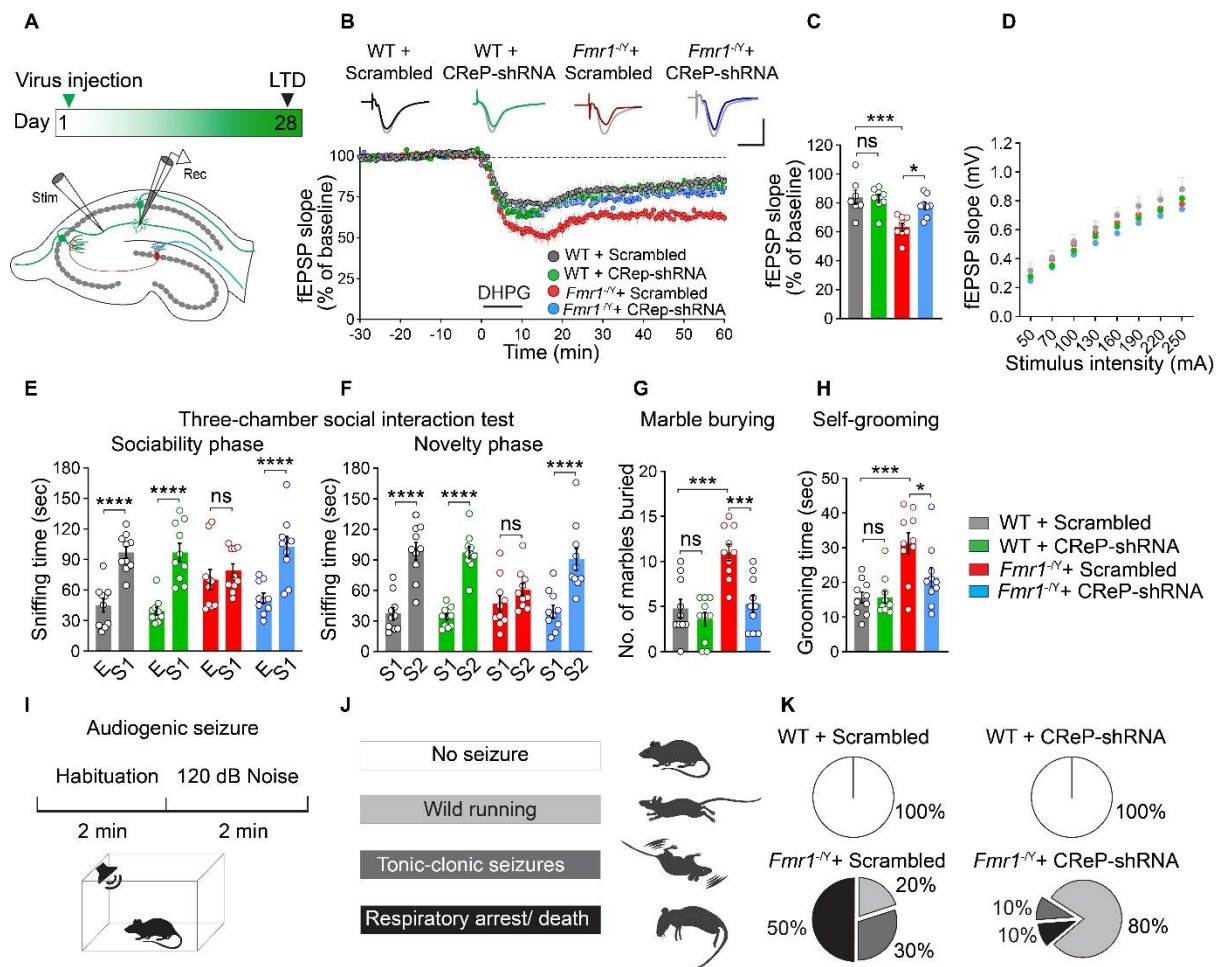 A
Virus injection
LTD
Day
1
28
Stim
Rec
B
WT +
Scrambled
WT +
CReP-shRNA
Fmr1-/Y+
Scrambled
Fmr1-/Y+
CReP-shRNA
fEPSP slope
(% of baseline)
100
75
50
0
WT + Scrambled
WT + CRep-shRNA
Fmr1-/Y+ Scrambled
Fmr1-/Y+ CRep-shRNA
DHPG
-30 -20 -10 0 10 20 30 40 50 60
Time (min)
C
fEPSP slope
(% of baseline)
120
100
80
60
40
20
0
***
ns
*
D
fEPSP slope (mV)
1.2
1.0
0.8
0.6
0.4
0.2
0.0
50 70 100 130 160 190 220 250
Stimulus intensity (mA)
E
F
Three-chamber social interaction test
Sociability phase
Novelty phase
Sniffing time (sec)
180
150
120
90
60
30
0
**** **** ns ****
E S1 E S1 E S1 E S1
Sniffing time (sec)
180
150
120
90
60
30
0
**** **** ns ****
S1 S2 S1 S2 S1 S2 S1 S2
G
Marble burying
No. of marbles buried
20
15
10
5
0
***
ns
***
H
Self-grooming
Grooming time (sec)
50
40
30
20
10
0
***
ns
*
WT + Scrambled
WT + CReP-shRNA
Fmr1-/Y+ Scrambled
Fmr1-/Y+ CReP-shRNA
I
Audiogenic seizure
Habituation
120 dB Noise
2 min
2 min
J
No seizure
Wild running
Tonic-clonic seizures
Respiratory arrest/ death
K
WT + Scrambled
100%
WT + CReP-shRNA
100%
Fmr1-/Y+ Scrambled
20%
50%
30%
Fmr1-/Y+ CReP-shRNA
10%
10%
80%